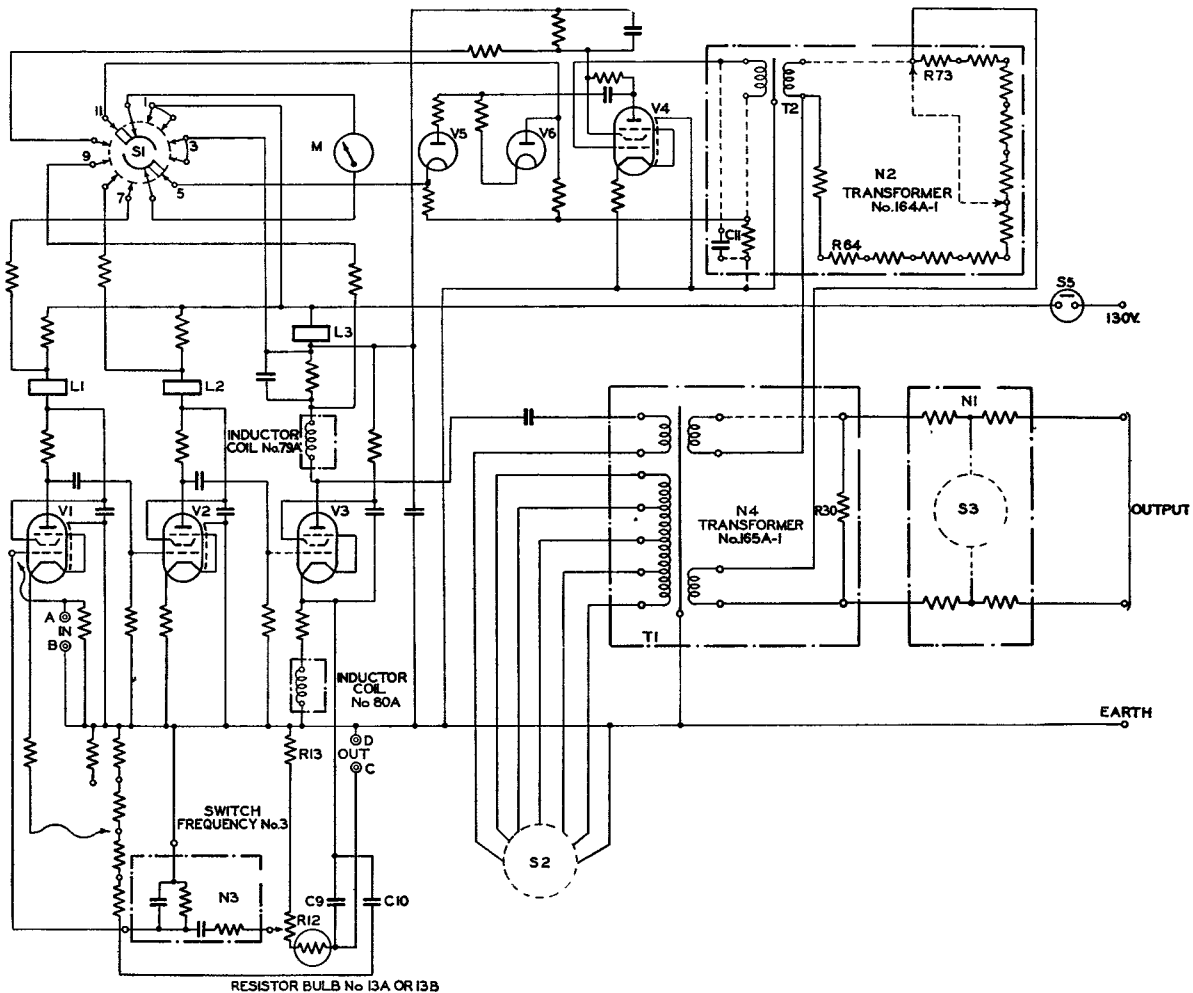 V4
R73
T2
11
1
S1
3
M
V5
V6
9
5
7
N2
TRANSFORMER
No.164A-1
C11
R64
S5
130V.
L3
L1
L2
N1
INDUCTOR
COIL No.79A
V1
V2
V3
N4
TRANSFORMER
No.165A-1
R30
S3
OUTPUT
A
IN
B
T1
INDUCTOR
COIL
No 80A
EARTH
R13
D
OUT
C
SWITCH
FREQUENCY No.3
S2
N3
C9
C10
R12
RESISTOR BULB No 13A OR 13B